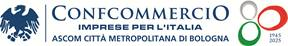 CONFCOMMERCIO
IMPRESE PER L'ITALIA
ASCOM CITTÀ METROPOLITANA DI BOLOGNA
1945
2025